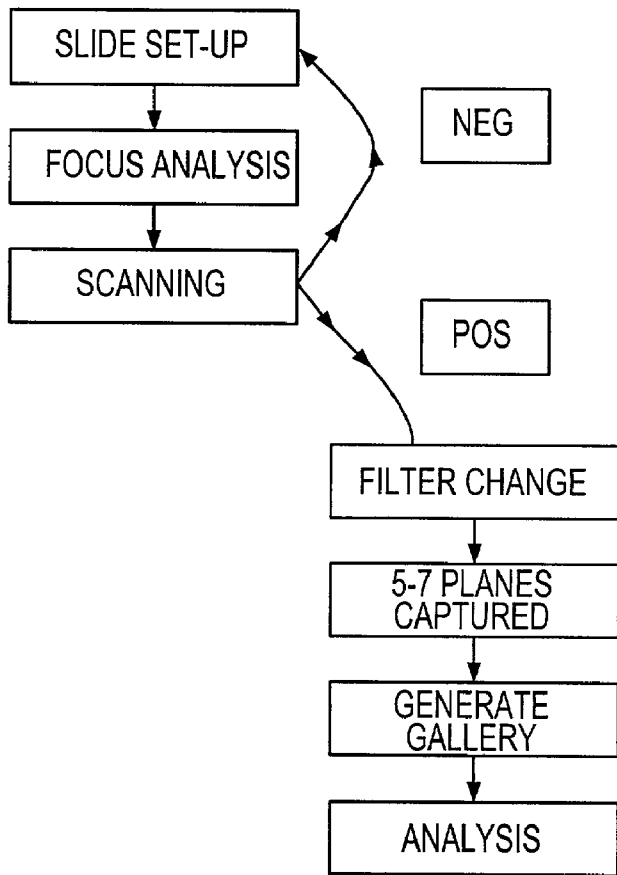 SLIDE SET-UP
FOCUS ANALYSIS
SCANNING
NEG
POS
FILTER CHANGE
5-7 PLANES
CAPTURED
GENERATE
GALLERY
ANALYSIS